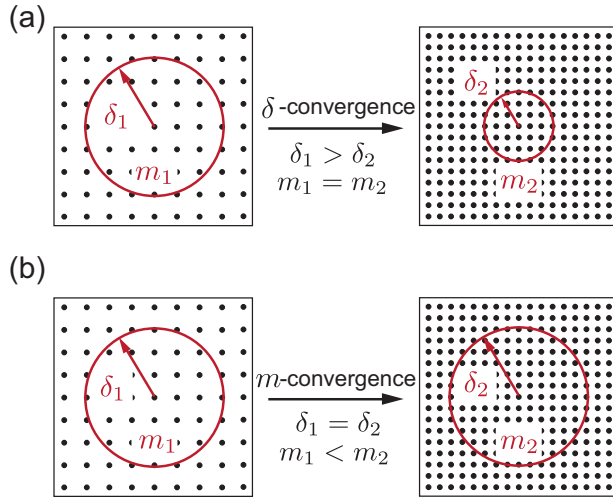 (a)
δ₁
m₁
δ-convergence
δ₁ > δ₂
m₁ = m₂
δ₂
m₂
(b)
δ₁
m₁
m-convergence
δ₁ = δ₂
m₁ < m₂
δ₂
m₂